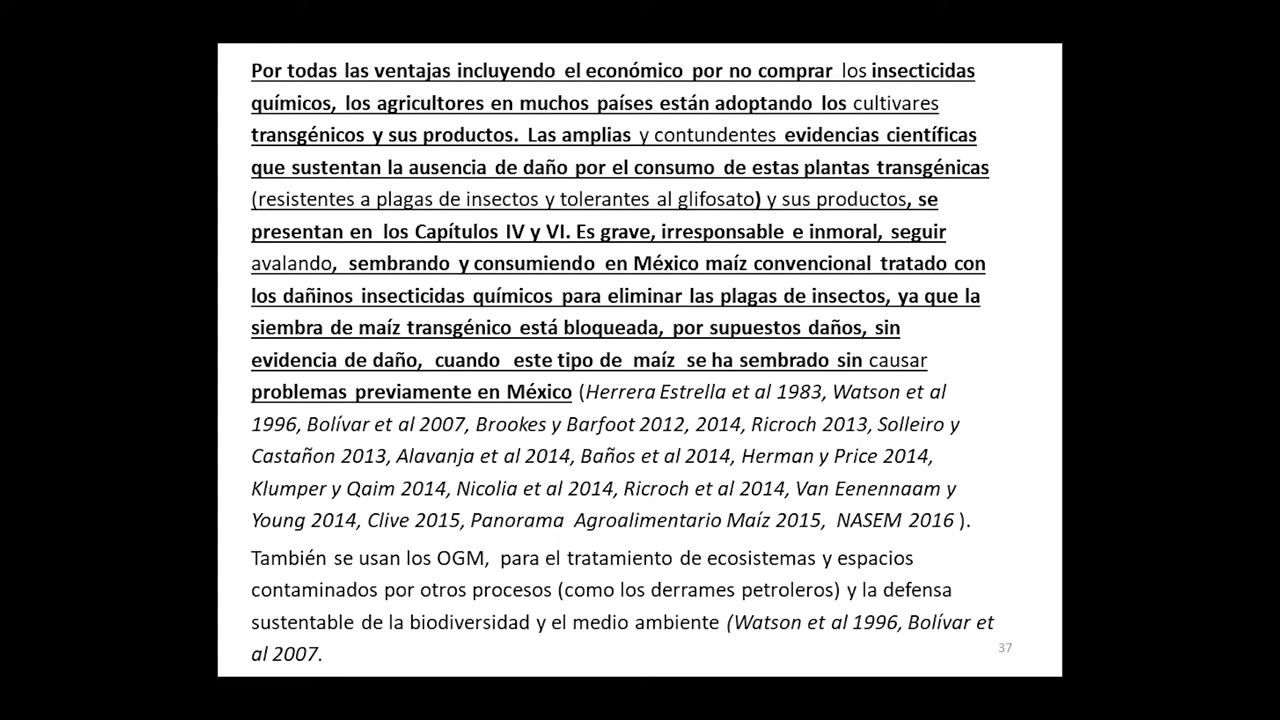 Por todas las ventajas incluyendo el económico por no comprar los insecticidas
químicos, los agricultores en muchos países están adoptando los cultivares
transgénicos y sus productos. Las amplias y contundentes evidencias científicas
que sustentan la ausencia de daño por el consumo de estas plantas transgénicas
(resistentes a plagas de insectos y tolerantes al glifosato) y sus productos, se
presentan en los Capítulos IV y VI. Es grave, irresponsable e inmoral, seguir
avalando, sembrando y consumiendo en México maíz convencional tratado con
los dañinos insecticidas químicos para eliminar las plagas de insectos, ya que la
siembra de maíz transgénico está bloqueada, por supuestos daños, sin
evidencia de daño, cuando este tipo de maíz se ha sembrado sin causar
problemas previamente en México (Herrera Estrella et al 1983, Watson et al
1996, Bolívar et al 2007, Brookes y Barfoot 2012, 2014, Ricroch 2013, Solleiro y
Castañon 2013, Alavanja et al 2014, Baños et al 2014, Herman y Price 2014,
Klumper y Qaim 2014, Nicolia et al 2014, Ricroch et al 2014, Van Eenennaam y
Young 2014, Clive 2015, Panorama Agroalimentario Maíz 2015, NASEM 2016 ).
También se usan los OGM, para el tratamiento de ecosistemas y espacios
contaminados por otros procesos (como los derrames petroleros) y la defensa
sustentable de la biodiversidad y el medio ambiente (Watson et al 1996, Bolívar et
al 2007.
37